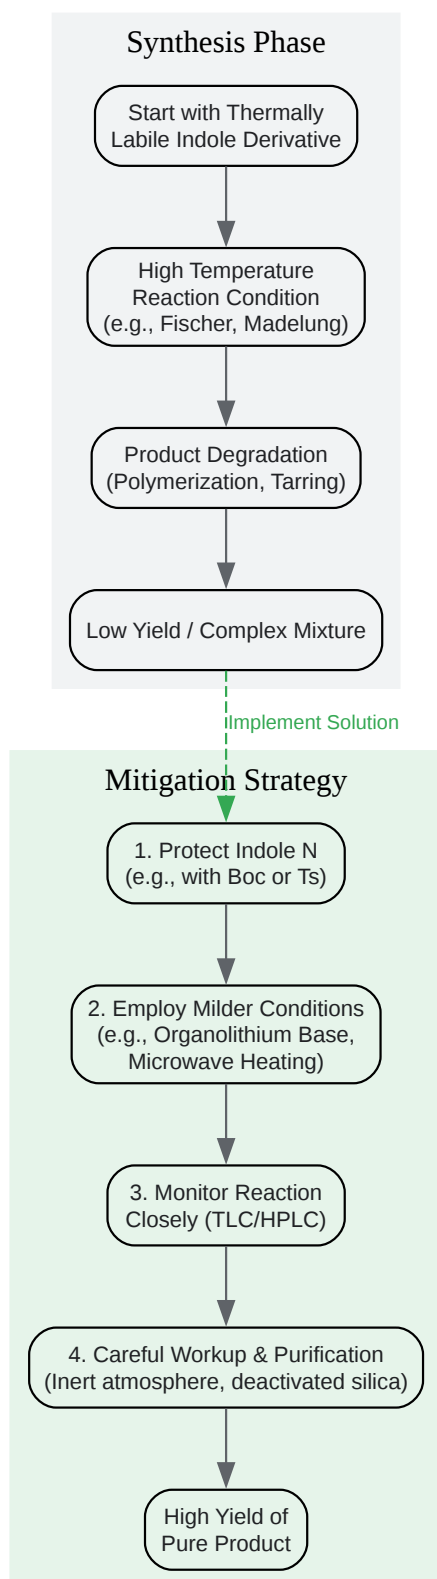 Synthesis Phase
Start with Thermally
Labile Indole Derivative
High Temperature
Reaction Condition
(e.g., Fischer, Madelung)
Product Degradation
(Polymerization, Tarring)
Low Yield / Complex Mixture
Implement Solution
Mitigation Strategy
1. Protect Indole N
(e.g., with Boc or Ts)
2. Employ Milder Conditions
(e.g., Organolithium Base,
Microwave Heating)
3. Monitor Reaction
Closely (TLC/HPLC)
4. Careful Workup & Purification
(Inert atmosphere, deactivated silica)
High Yield of
Pure Product